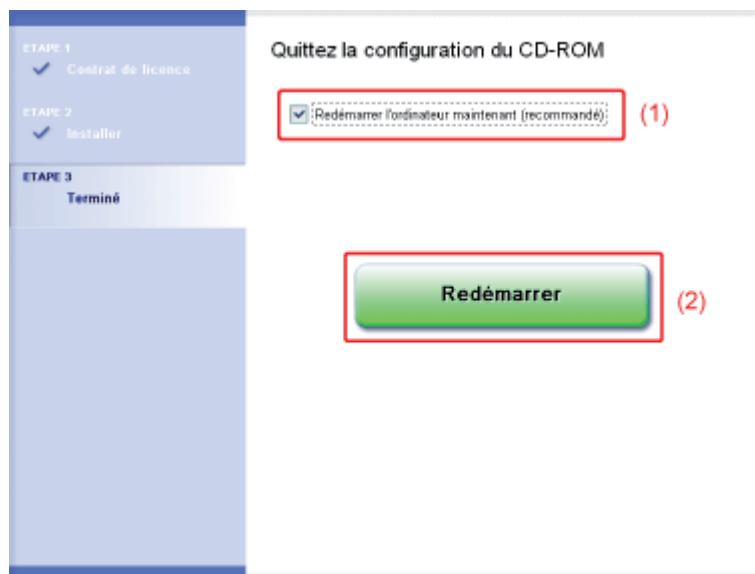 ETAPE 1
Contrat de licence
ETAPE 2
Installer
ETAPE 3
Terminé
Quittez la configuration du CD-ROM
Redémarrer l'ordinateur maintenant (recommandé)
(1)
Redémarrer
(2)